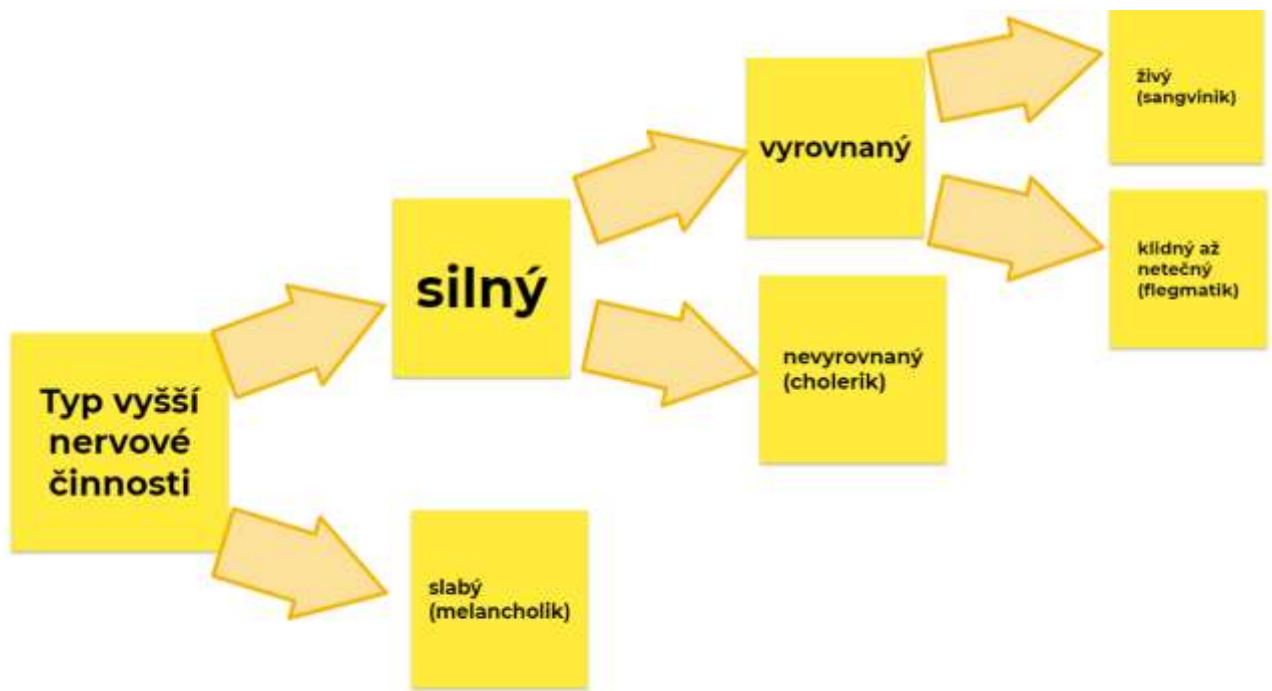 Typ vyšší
nervové
činnosti
silný
slabý
(melancholik)
vyrovnaný
nevyrovnaný
(cholerik)
živý
(sangvinik)
klidný až
netečný
(flegmatik)